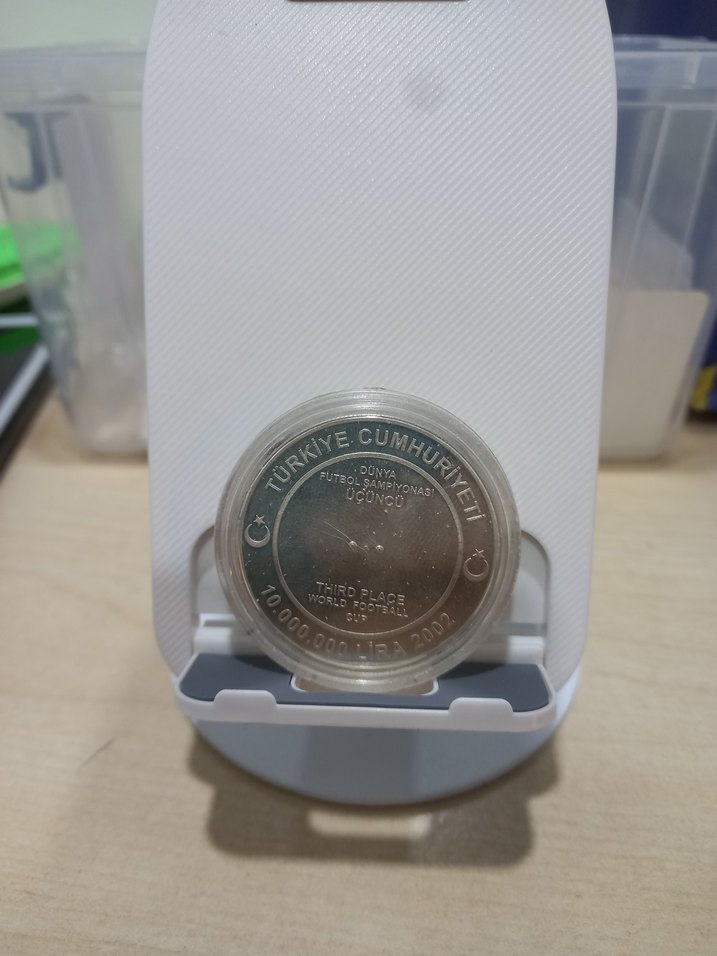 TÜRKİYE CUMHURİYETİ
DÜNYA
FUTBOL ŞAMPİYONASI
ÜÇÜNCÜ
THIRD PLACE
WORLD FOOTBALL
CUP
10.000.000 LİRA 2002